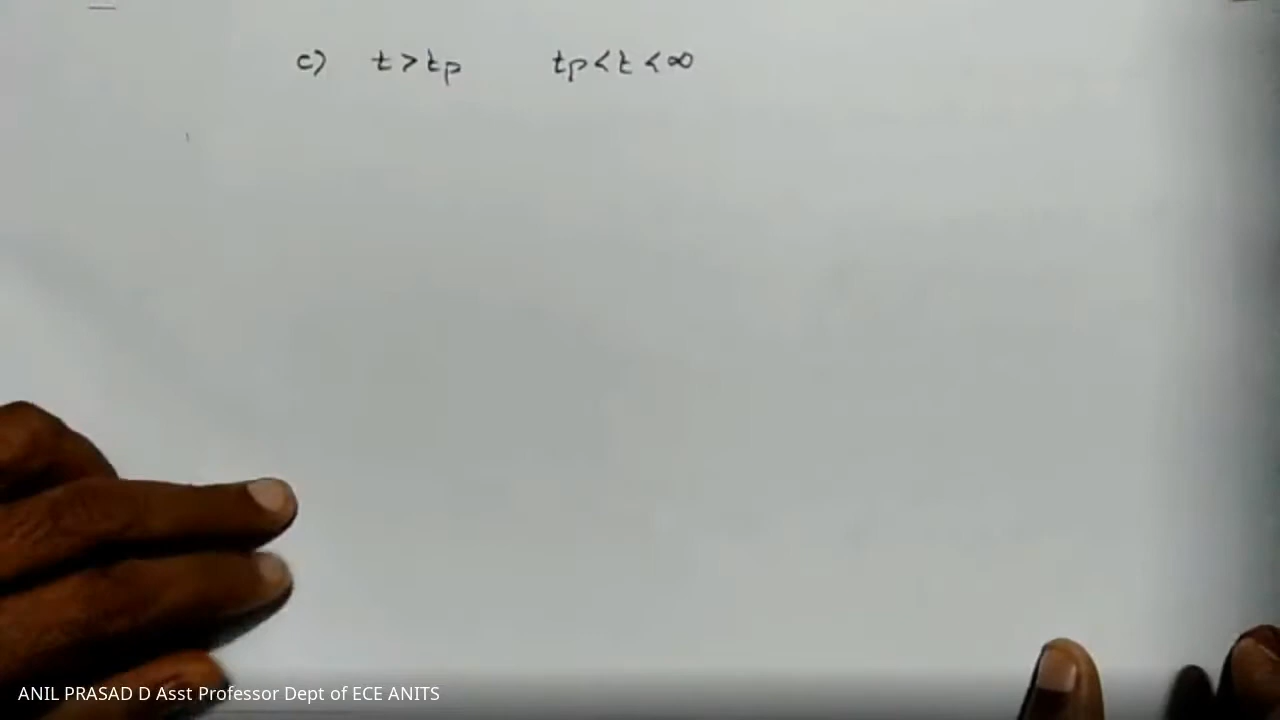 c) t > tp tp < t < ∞
ANIL PRASAD D Asst Professor Dept of ECE ANITS